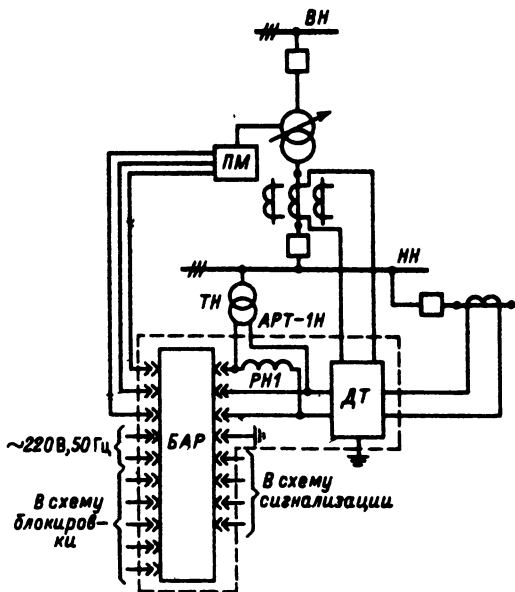 ВН
ПМ
НН
ТН
АРТ-1Н
РН1
ДТ
БАР
~220В,50Гц
В схему
сигнализации
В схему
блокиров-
ки